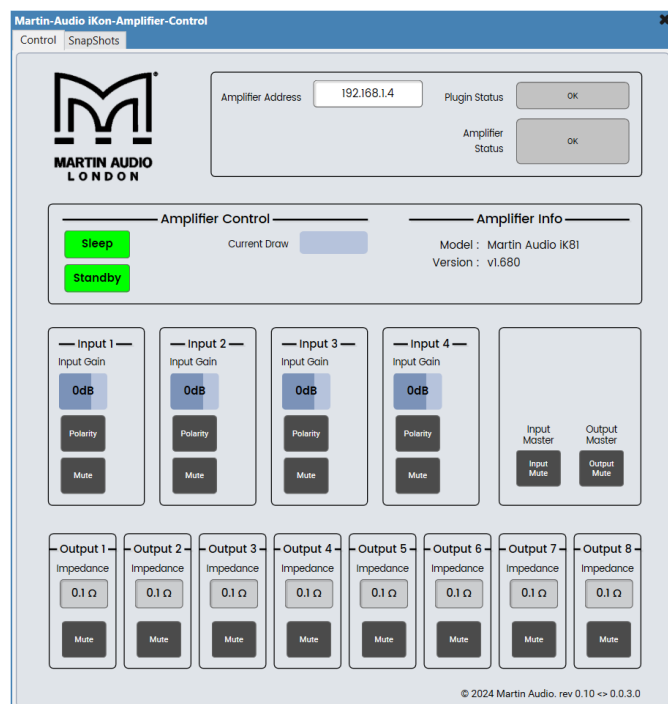 Martin-Audio iKon-Amplifier-Control
Control SnapShots
MARTIN AUDIO
LONDON
Amplifier Address 192.168.1.4 Plugin Status OK
Amplifier
Status OK
Amplifier Control Amplifier Info
Sleep Current Draw Model : Martin Audio iK81
Version : v1.680
Standby
Input 1 Input 2 Input 3 Input 4
Input Gain Input Gain Input Gain Input Gain
0dB 0dB 0dB 0dB
Polarity Polarity Polarity Polarity
Input Output
Master Master
Mute Mute Mute Mute
Input Output
Mute Mute
Output 1 Output 2 Output 3 Output 4 Output 5 Output 6 Output 7 Output 8
Impedance Impedance Impedance Impedance Impedance Impedance Impedance Impedance
0.1 Ω 0.1 Ω 0.1 Ω 0.1 Ω 0.1 Ω 0.1 Ω 0.1 Ω 0.1 Ω
Mute Mute Mute Mute Mute Mute Mute Mute
© 2024 Martin Audio. rev 0.10 <> 0.0.3.0